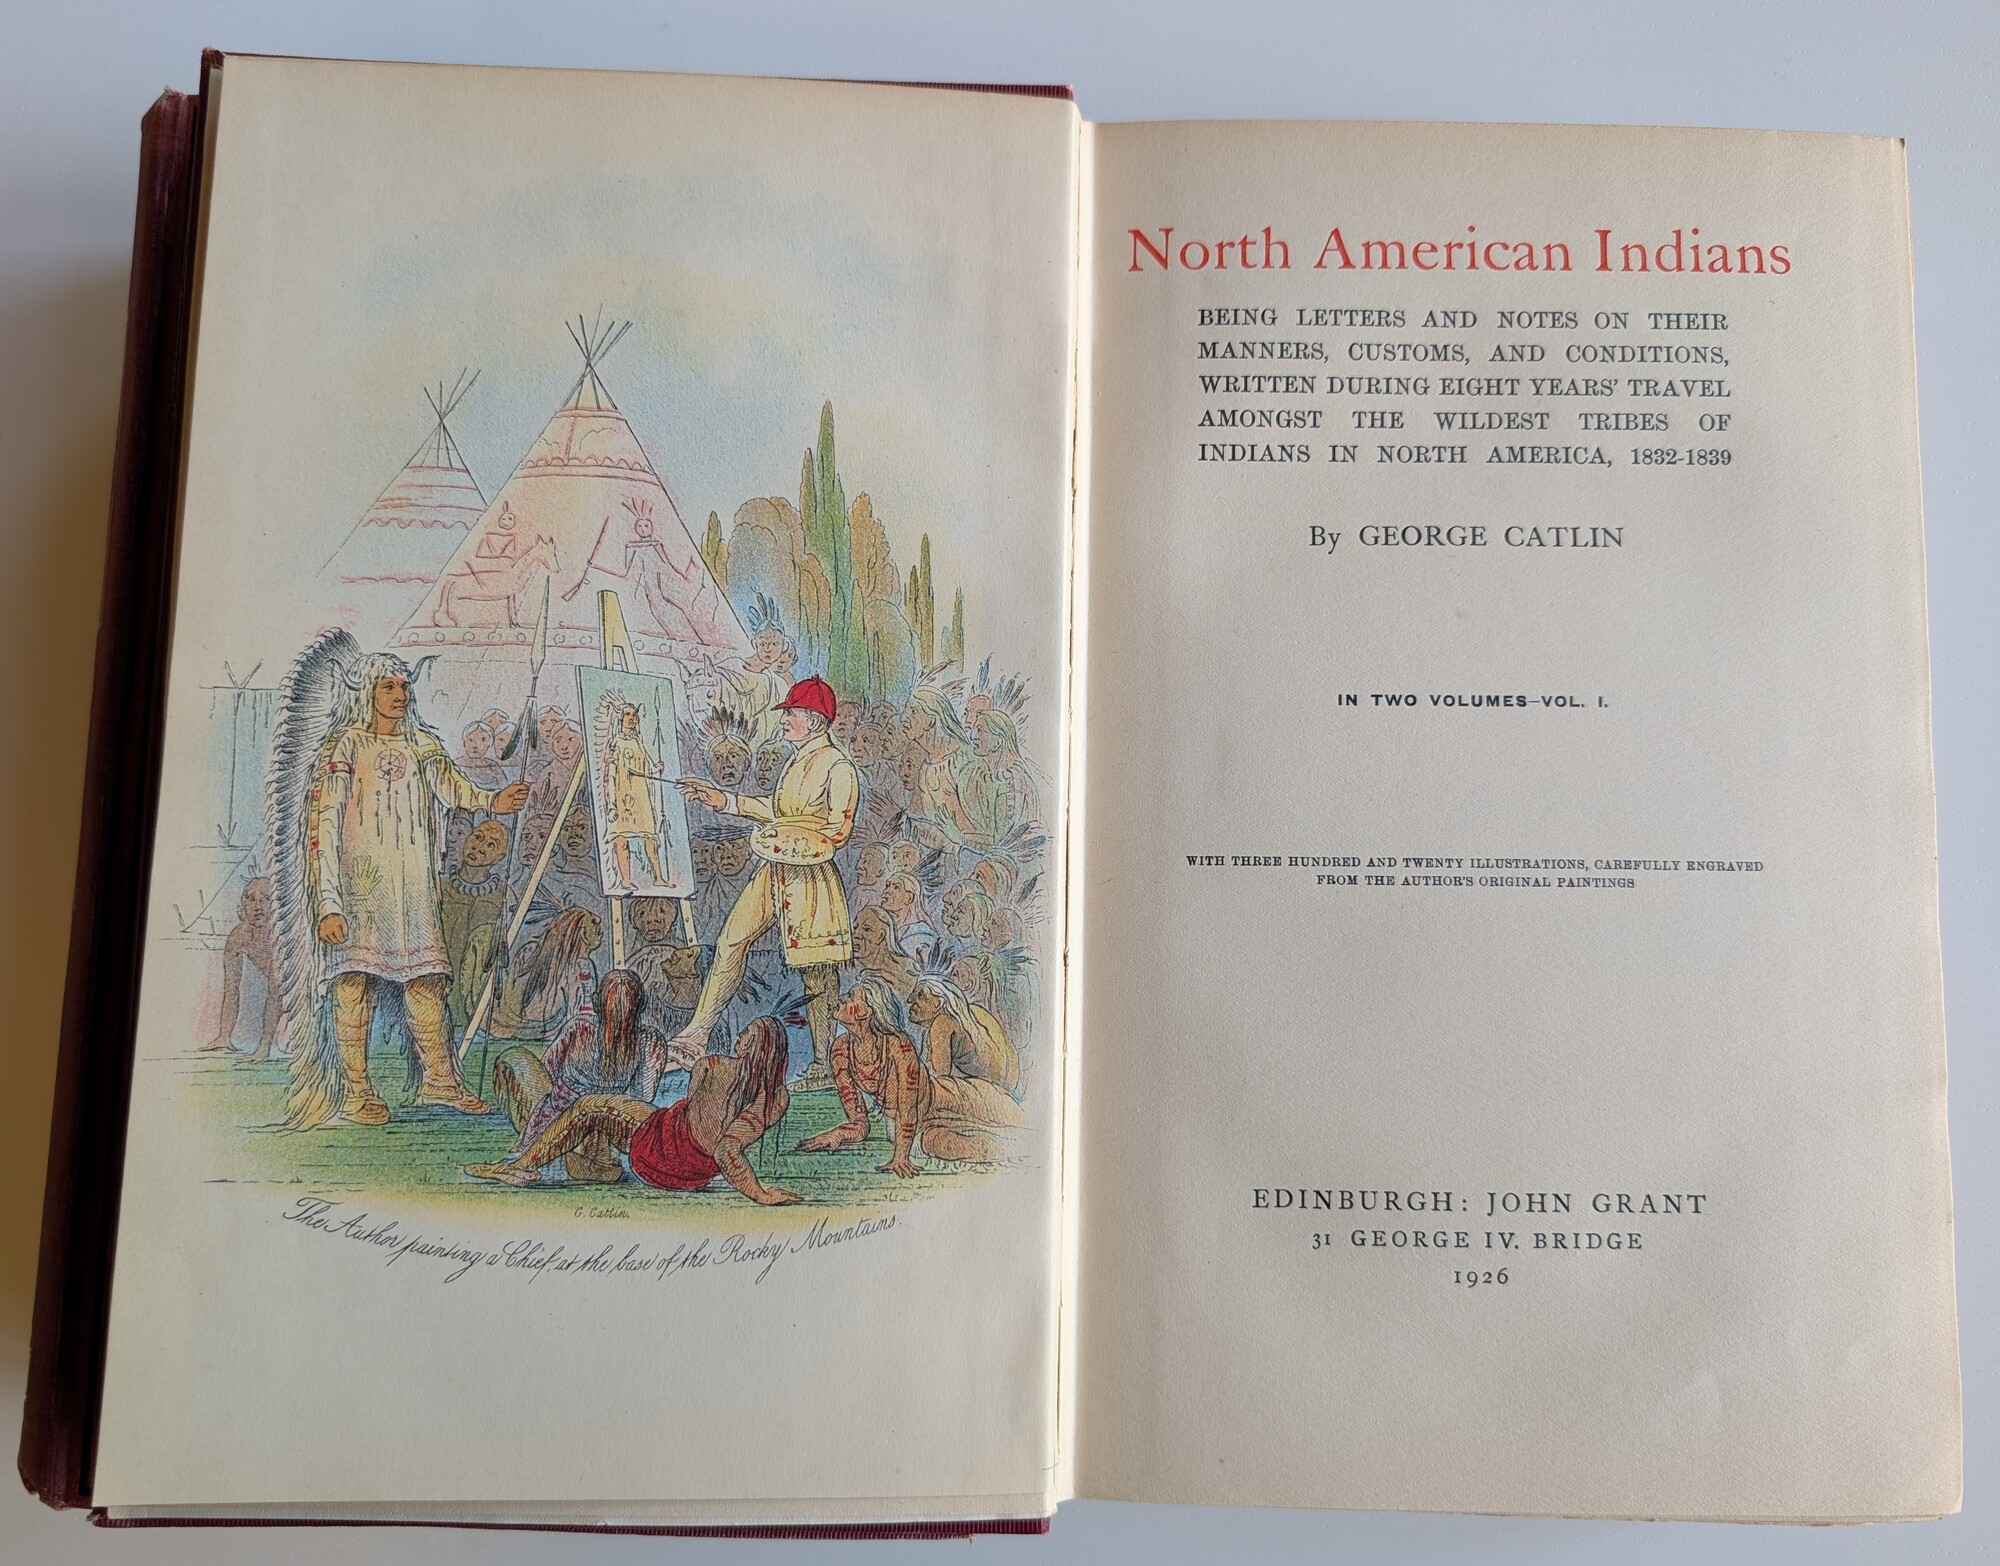 G. Catlin.
The Author painting a Chief, at the base of the Rocky Mountains.
North American Indians
BEING LETTERS AND NOTES ON THEIR
MANNERS, CUSTOMS, AND CONDITIONS,
WRITTEN DURING EIGHT YEARS' TRAVEL
AMONGST THE WILDEST TRIBES OF
INDIANS IN NORTH AMERICA, 1832-1839
By GEORGE CATLIN
IN TWO VOLUMES—VOL. I.
WITH THREE HUNDRED AND TWENTY ILLUSTRATIONS, CAREFULLY ENGRAVED
FROM THE AUTHOR'S ORIGINAL PAINTINGS
EDINBURGH: JOHN GRANT
31 GEORGE IV. BRIDGE
1926